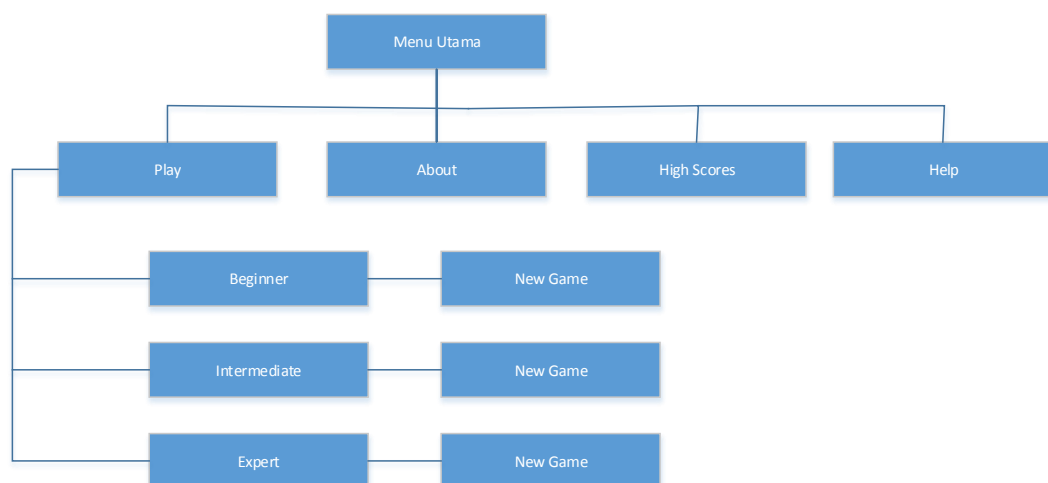 Menu Utama
Play
About
High Scores
Help
Beginner
New Game
Intermediate
New Game
Expert
New Game